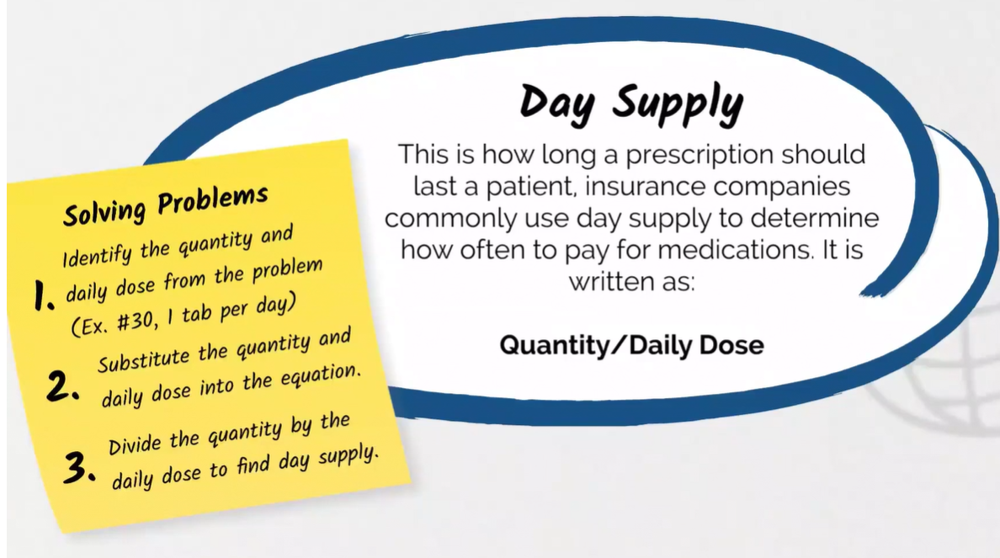 Day Supply
This is how long a prescription should
last a patient, insurance companies
commonly use day supply to determine
how often to pay for medications. It is
written as:
Quantity/Daily Dose
Solving Problems
1. Identify the quantity and
daily dose from the problem
(Ex. #30, 1 tab per day)
2. Substitute the quantity and
daily dose into the equation.
3. Divide the quantity by the
daily dose to find day supply.